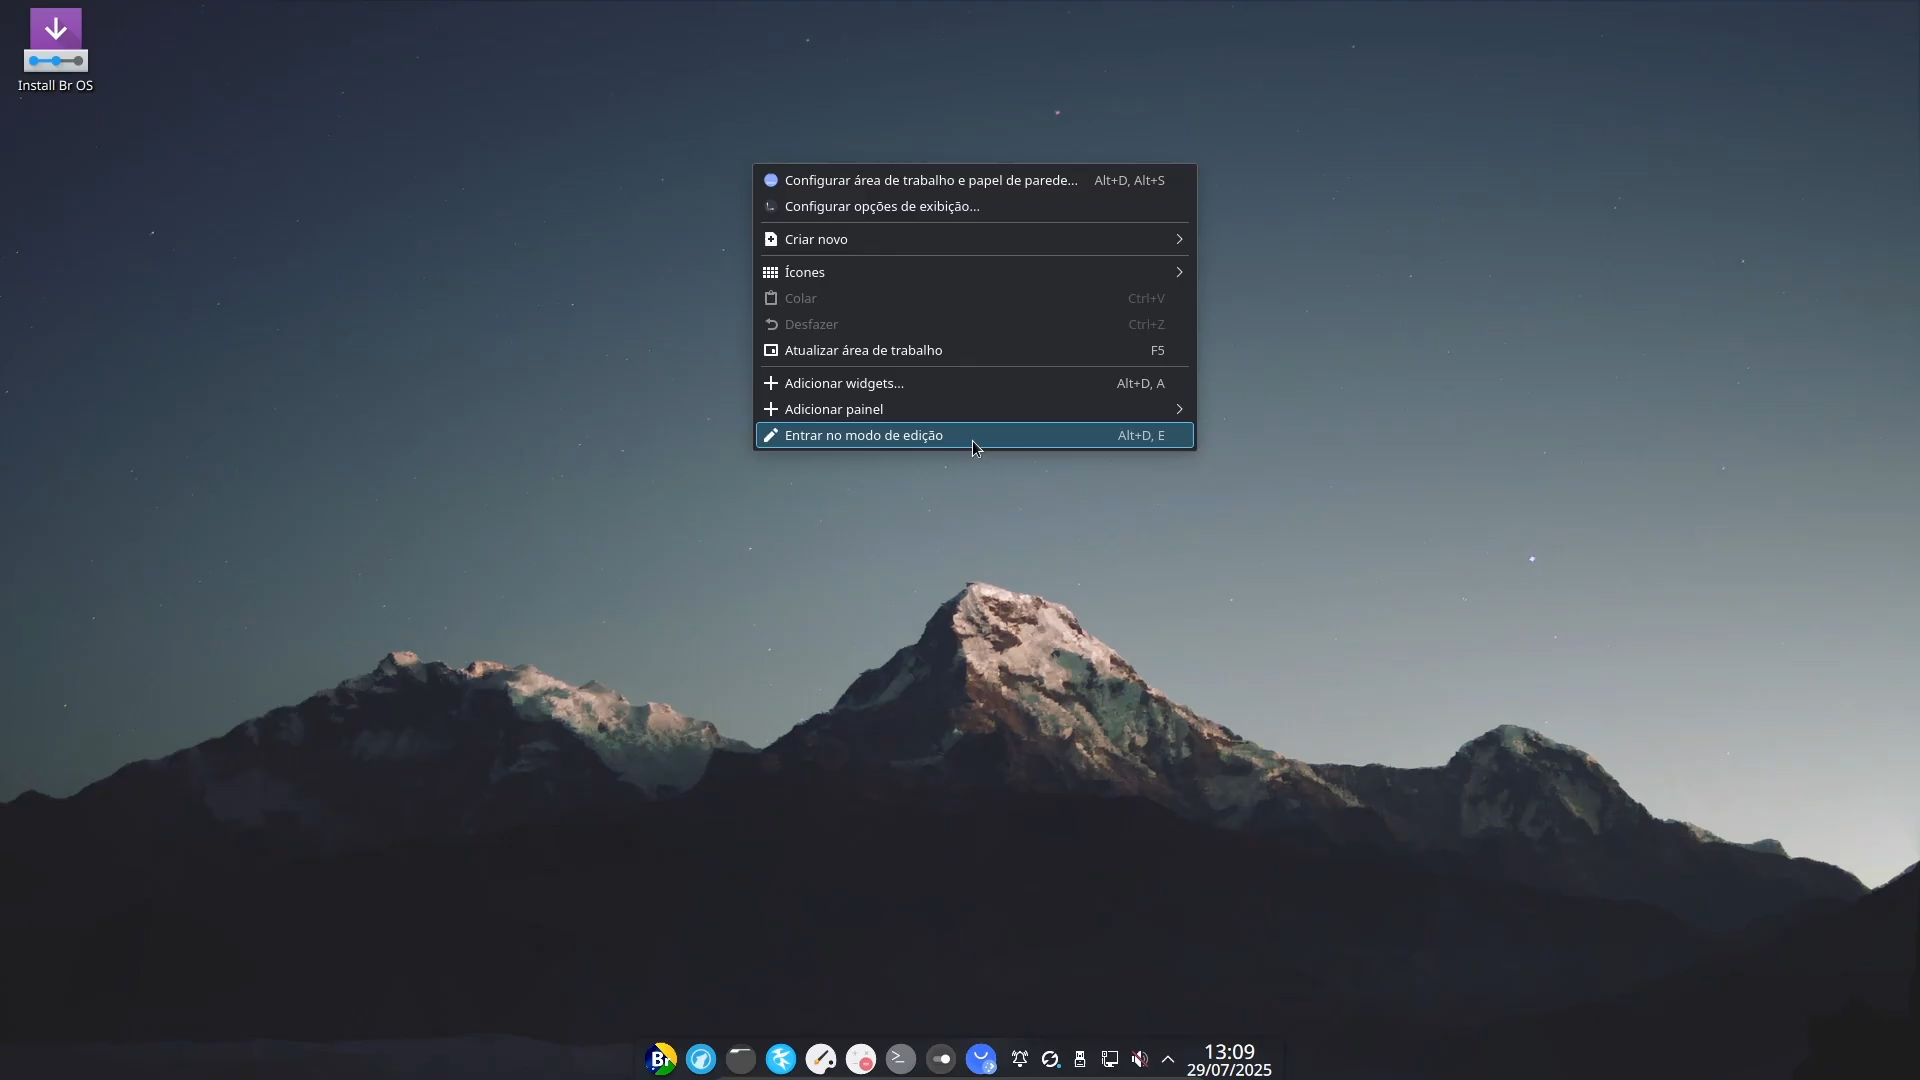 Install Br OS
Configurar área de trabalho e papel de parede... Alt+D, Alt+S
Configurar opções de exibição...
Criar novo
Ícones
Colar Ctrl+V
Desfazer Ctrl+Z
Atualizar área de trabalho F5
Adicionar widgets... Alt+D, A
Adicionar painel
Entrar no modo de edição Alt+D, E
Br
13:09
29/07/2025